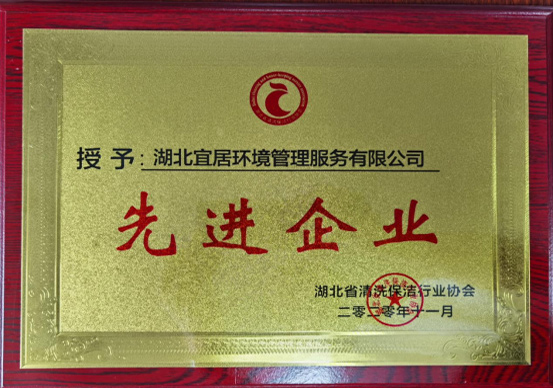 授予：湖北宜居环境管理服务有限公司
先进企业
湖北省清洗保洁行业协会
二零二零年十一月